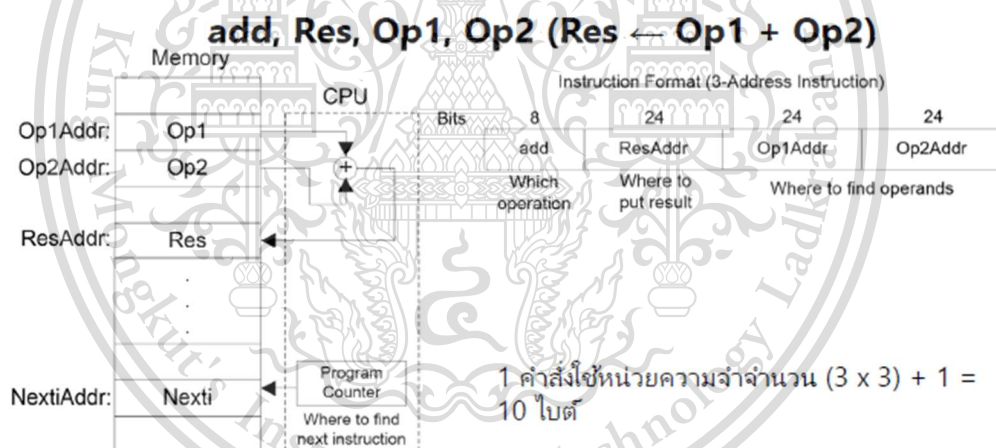 add, Res, Op1, Op2 (Res ← Op1 + Op2)
Memory
CPU
Op1Addr: Op1
Op2Addr: Op2
+
ResAddr: Res
.
.
.
NextiAddr: Nexti
Program
Counter
Where to find
next instruction
Instruction Format (3-Address Instruction)
Bits 8 24 24 24
add ResAddr Op1Addr Op2Addr
Which
operation
Where to
put result
Where to find operands
1 คำสั่งใช้หน่วยความจำจำนวน (3 x 3) + 1 =
10 ไบต์
King Mongkut's
Technology Ladkrabang